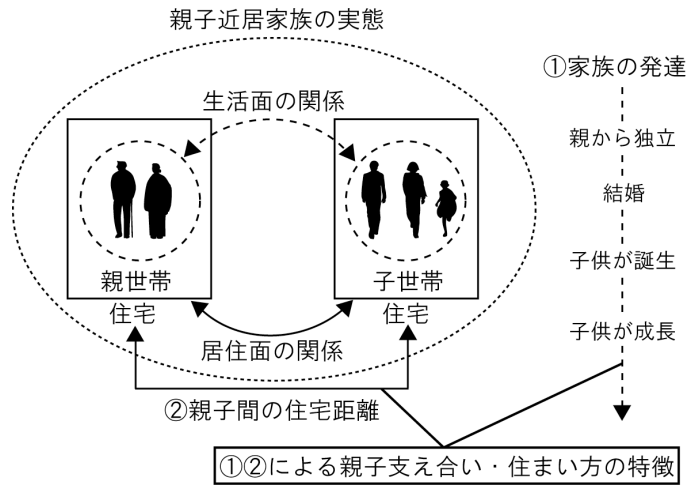 親子近居家族の実態
生活面の関係
親世帯
子世帯
住宅
住宅
居住面の関係
②親子間の住宅距離
①家族の発達
親から独立
結婚
子供が誕生
子供が成長
①②による親子支え合い・住まい方の特徴